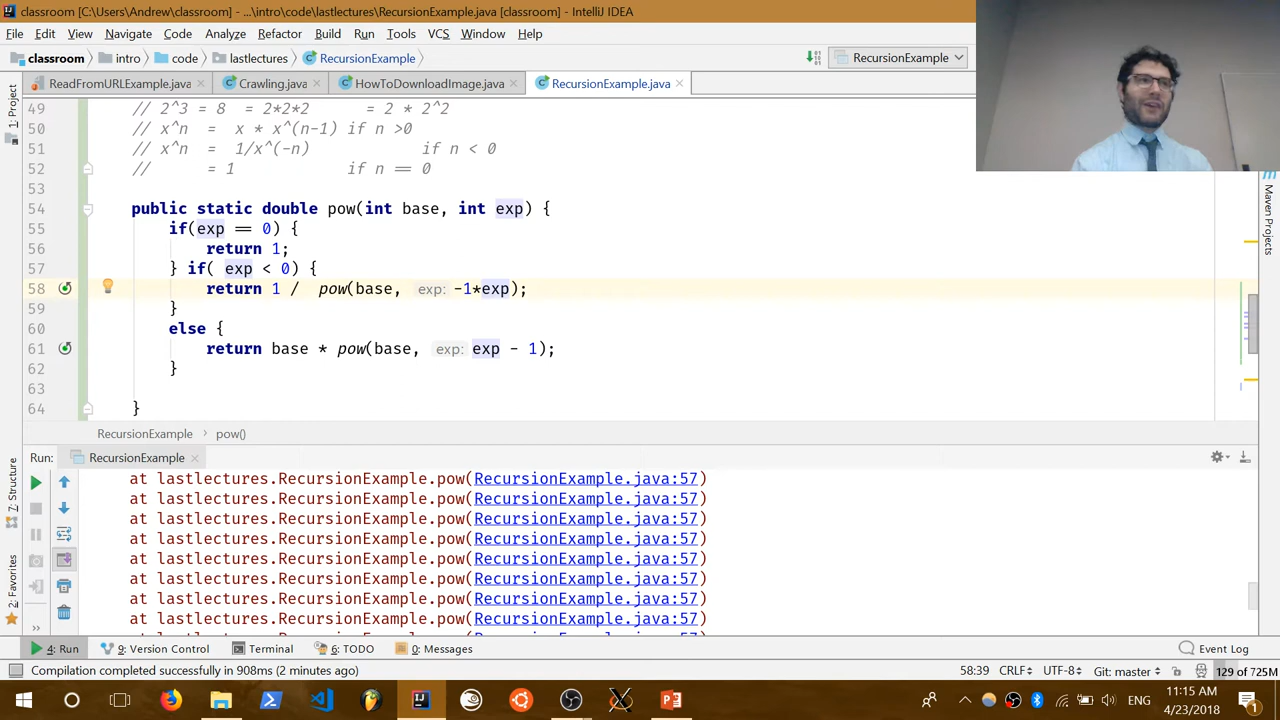 classroom [C:\Users\Andrew\classroom] - ...\intro\code\lastlectures\RecursionExample.java [classroom] - IntelliJ IDEA
File Edit View Navigate Code Analyze Refactor Build Run Tools VCS Window Help
classroom intro code lastlectures RecursionExample RecursionExample
ReadFromURLExample.java Crawling.java HowToDownloadImage.java RecursionExample.java
1: Project
Maven Projects
49 // 2^3 = 8 = 2*2*2 = 2 * 2^2
50 // x^n = x * x^(n-1) if n >0
51 // x^n = 1/x^(-n) if n < 0
52 // = 1 if n == 0
53
54 public static double pow(int base, int exp) {
55 if(exp == 0) {
56 return 1;
57 } if( exp < 0) {
58 return 1 / pow(base, exp: -1*exp);
59 }
60 else {
61 return base * pow(base, exp: exp - 1);
62 }
63
64 }
RecursionExample > pow()
Run: RecursionExample
7: Structure
2: Favorites
at lastlectures.RecursionExample.pow(RecursionExample.java:57)
at lastlectures.RecursionExample.pow(RecursionExample.java:57)
at lastlectures.RecursionExample.pow(RecursionExample.java:57)
at lastlectures.RecursionExample.pow(RecursionExample.java:57)
at lastlectures.RecursionExample.pow(RecursionExample.java:57)
at lastlectures.RecursionExample.pow(RecursionExample.java:57)
at lastlectures.RecursionExample.pow(RecursionExample.java:57)
at lastlectures.RecursionExample.pow(RecursionExample.java:57)
4: Run 9: Version Control Terminal 6: TODO 0: Messages Event Log
Compilation completed successfully in 908ms (2 minutes ago) 58:39 CRLF UTF-8 Git: master 129 of 725M
ENG 11:15 AM
4/23/2018